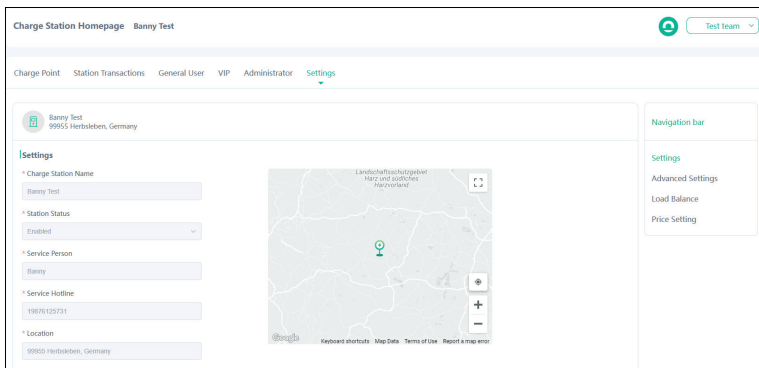 Charge Station Homepage Banny Test
Test team
Charge Point Station Transactions General User VIP Administrator Settings
Banny Test
99955 Herbsleben, Germany
Settings
* Charge Station Name
Banny Test
* Station Status
Enabled
* Service Person
Banny
* Service Hotline
19876125731
* Location
99955 Herbsleben, Germany
Landschaftsschutzgebiet
Harz und südliches
Harzvorland
Google
Keyboard shortcuts Map Data Terms of Use Report a map error
Navigation bar
Settings
Advanced Settings
Load Balance
Price Setting